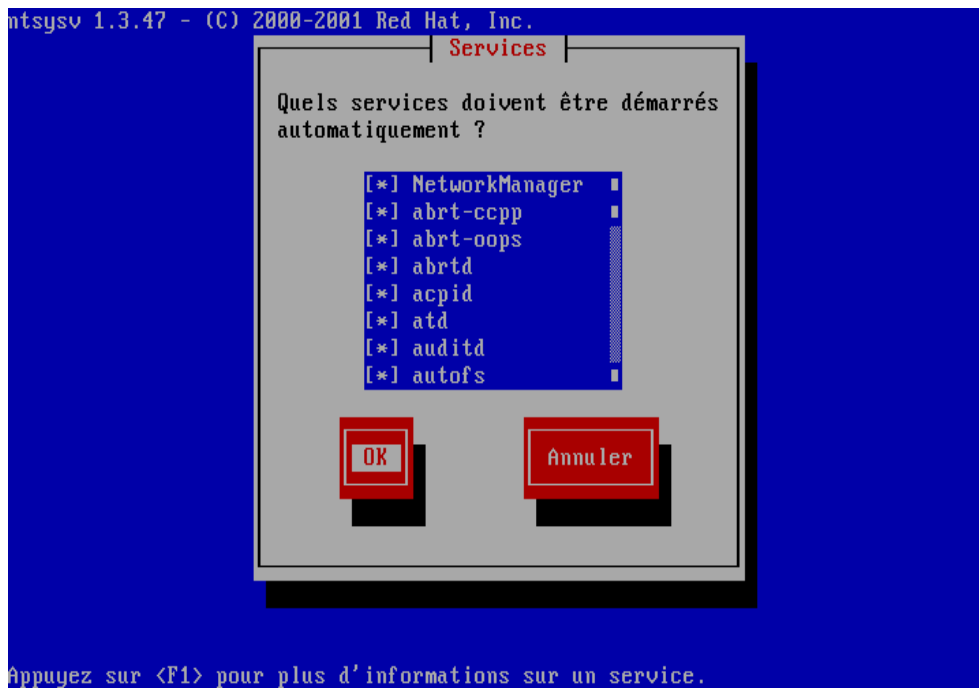 ntsysv 1.3.47 - (C) 2000-2001 Red Hat, Inc.
Services
Quels services doivent être démarrés
automatiquement ?
[*] NetworkManager
[*] abrt-ccpp
[*] abrt-oops
[*] abrtd
[*] acpid
[*] atd
[*] auditd
[*] autofs
OK Annuler
Appuyez sur <F1> pour plus d'informations sur un service.